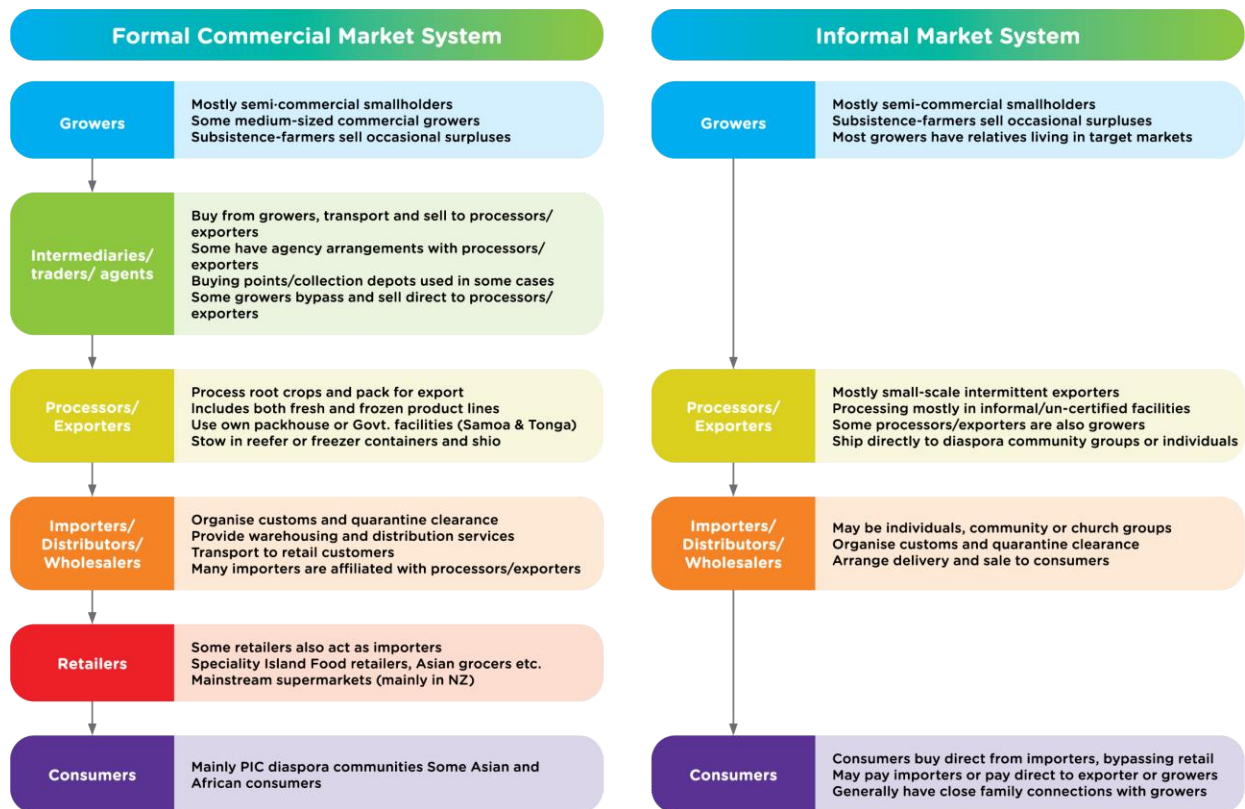 Formal Commercial Market System
Growers
Mostly semi·commercial smallholders
Some medium-sized commercial growers
Subsistence-farmers sell occasional surpluses
Intermediaries/
traders/ agents
Buy from growers, transport and sell to processors/
exporters
Some have agency arrangements with processors/
exporters
Buying points/collection depots used in some cases
Some growers bypass and sell direct to processors/
exporters
Processors/
Exporters
Process root crops and pack for export
Includes both fresh and frozen product lines
Use own packhouse or Govt. facilities (Samoa & Tonga)
Stow in reefer or freezer containers and shio
Importers/
Distributors/
Wholesalers
Organise customs and quarantine clearance
Provide warehousing and distribution services
Transport to retail customers
Many importers are affiliated with processors/exporters
Retailers
Some retailers also act as importers
Speciality Island Food retailers, Asian grocers etc.
Mainstream supermarkets (mainly in NZ)
Consumers
Mainly PIC diaspora communities Some Asian and
African consumers
Informal Market System
Growers
Mostly semi-commercial smallholders
Subsistence-farmers sell occasional surpluses
Most growers have relatives living in target markets
Processors/
Exporters
Mostly small-scale intermittent exporters
Processing mostly in informal/un-certified facilities
Some processors/exporters are also growers
Ship directly to diaspora community groups or individuals
Importers/
Distributors/
Wholesalers
May be individuals, community or church groups
Organise customs and quarantine clearance
Arrange delivery and sale to consumers
Consumers
Consumers buy direct from importers, bypassing retail
May pay importers or pay direct to exporter or growers
Generally have close family connections with growers